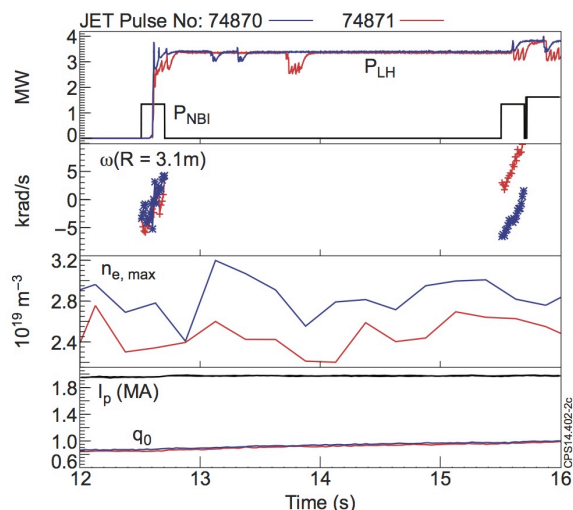 JET Pulse No: 74870 74871
4
3
2
1
0
MW
P_LH
P_NBI
ω(R = 3.1m)
5
0
−5
krad/s
n_e, max
3.2
2.8
2.4
10^19 m^−3
I_p (MA)
1.8
1.4
1.0
0.6
q_0
12 13 14 15 16
Time (s)
CPS14.402-2c